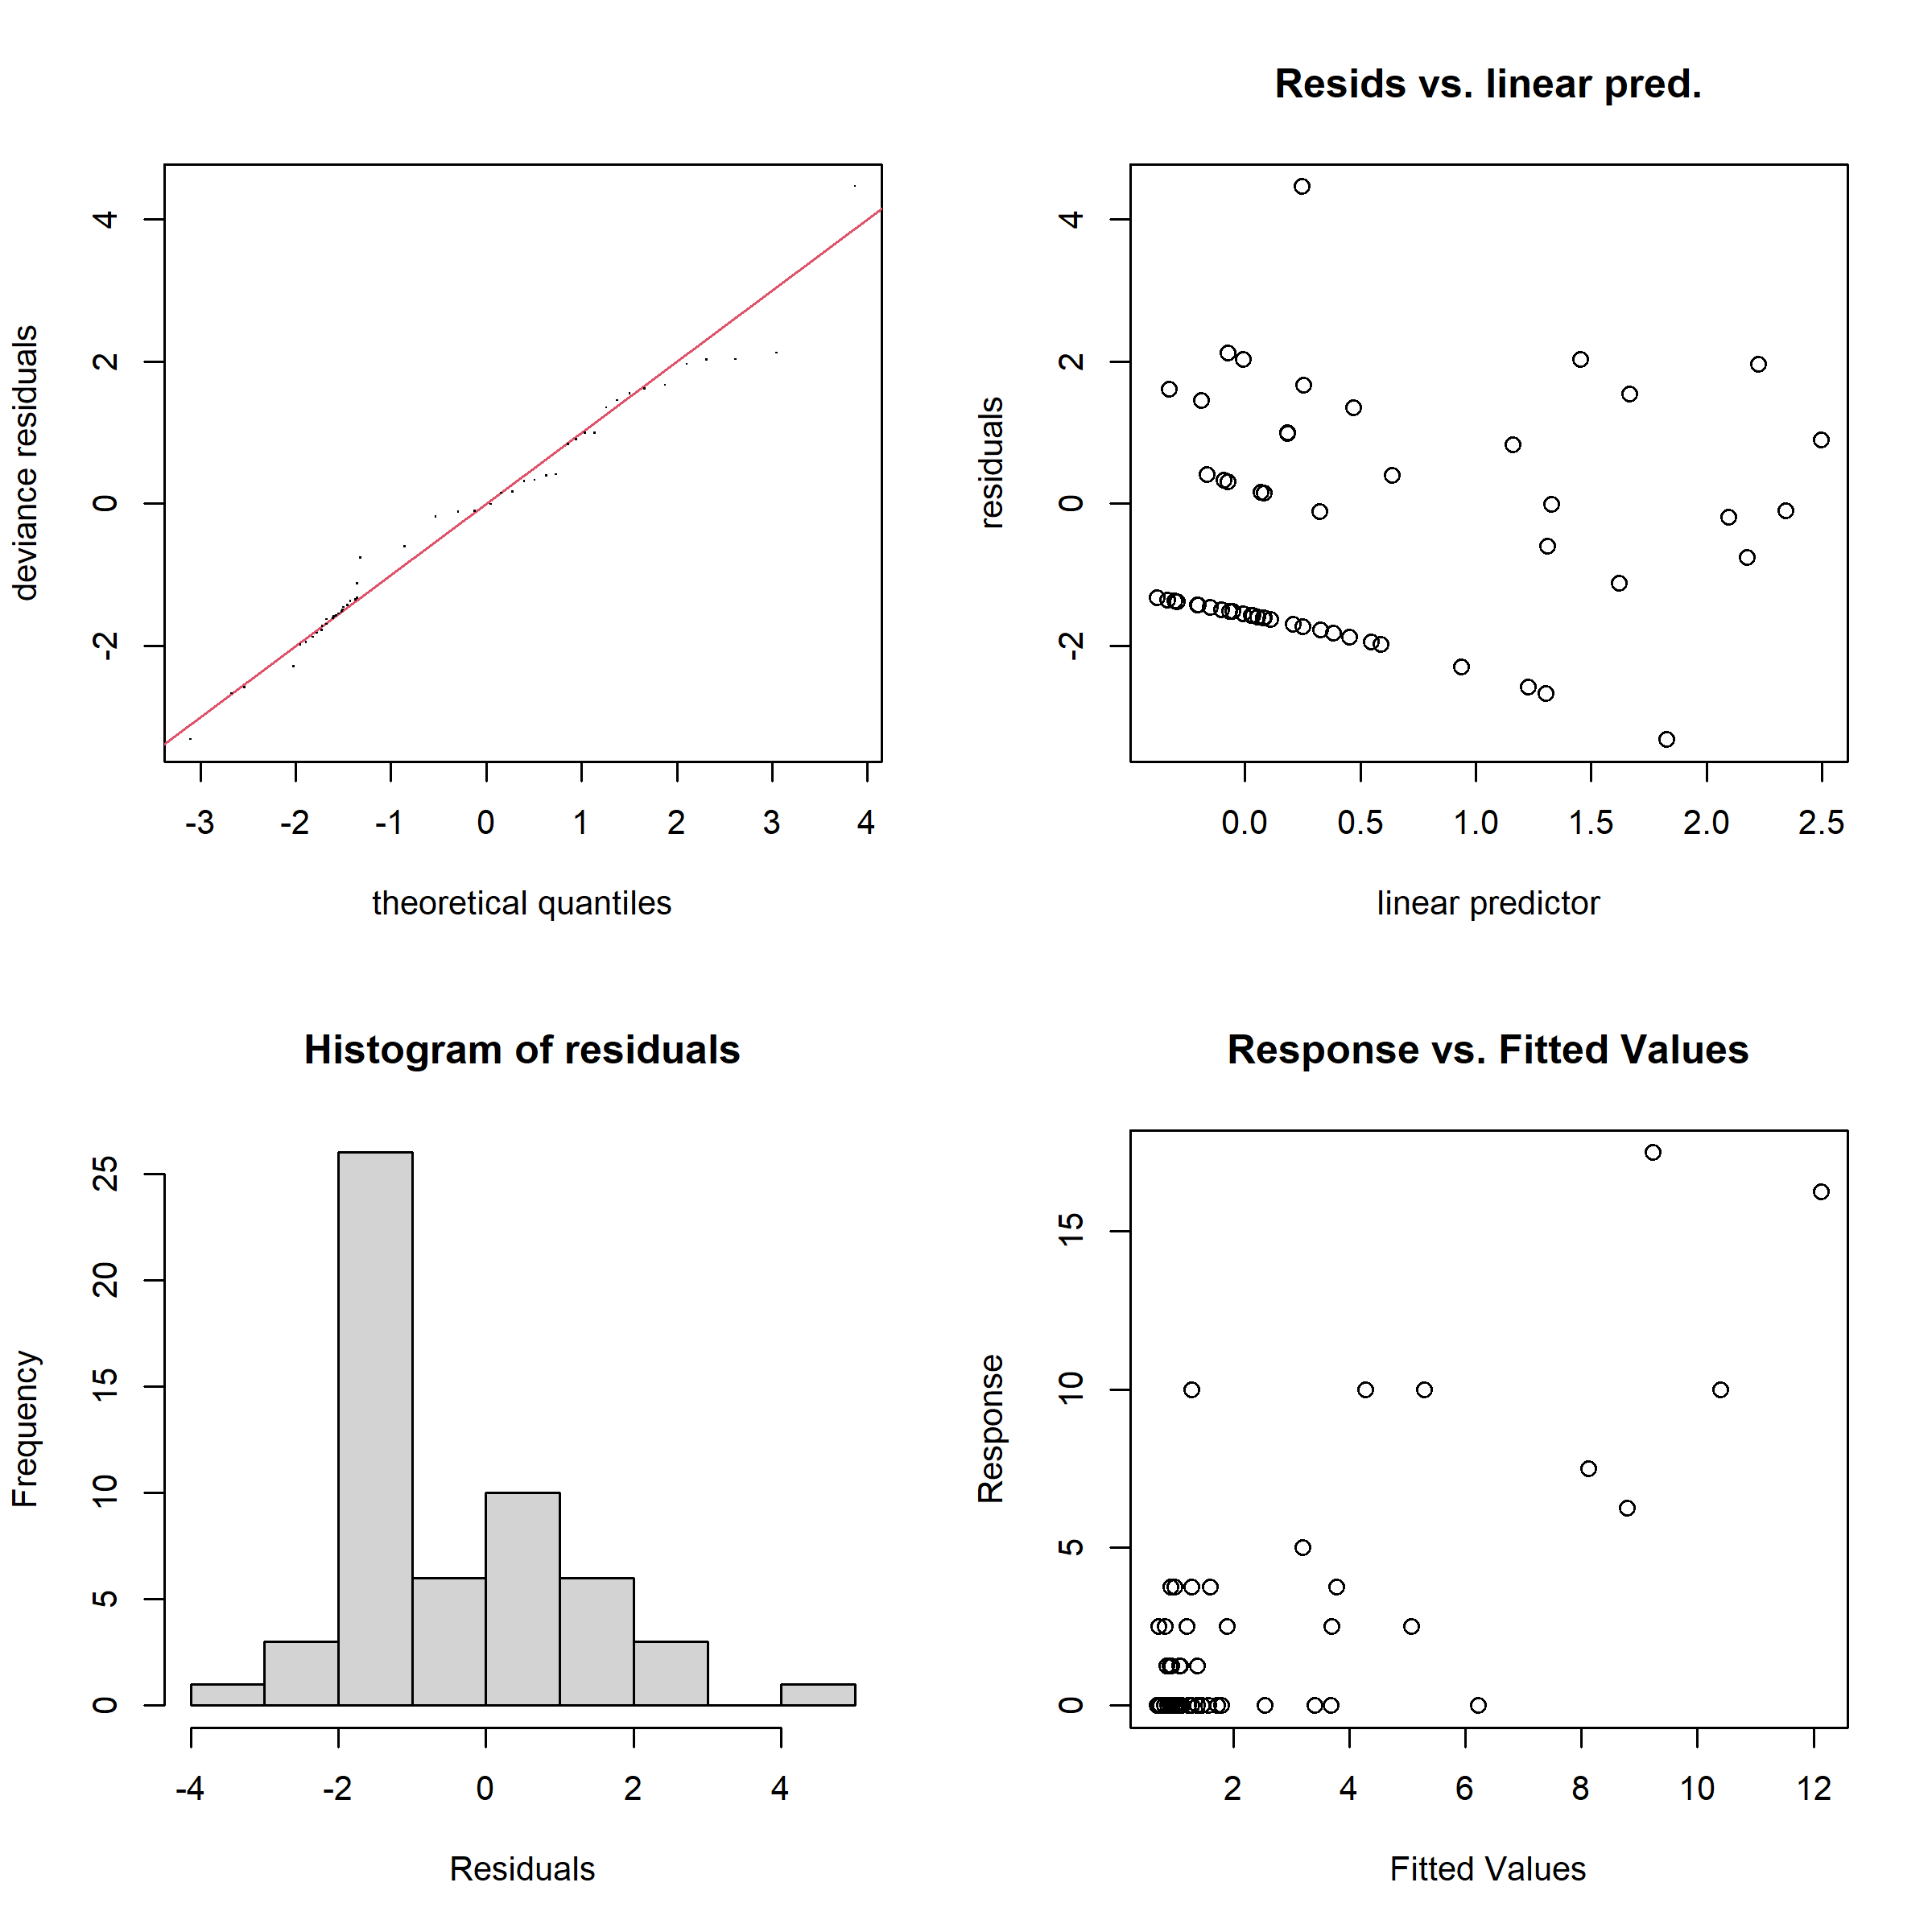 deviance residuals
4
2
0
-2
-3 -2 -1 0 1 2 3 4
theoretical quantiles
Resids vs. linear pred.
residuals
4
2
0
-2
0.0 0.5 1.0 1.5 2.0 2.5
linear predictor
Histogram of residuals
Frequency
25
20
15
10
5
0
-4 -2 0 2 4
Residuals
Response vs. Fitted Values
Response
15
10
5
0
2 4 6 8 10 12
Fitted Values